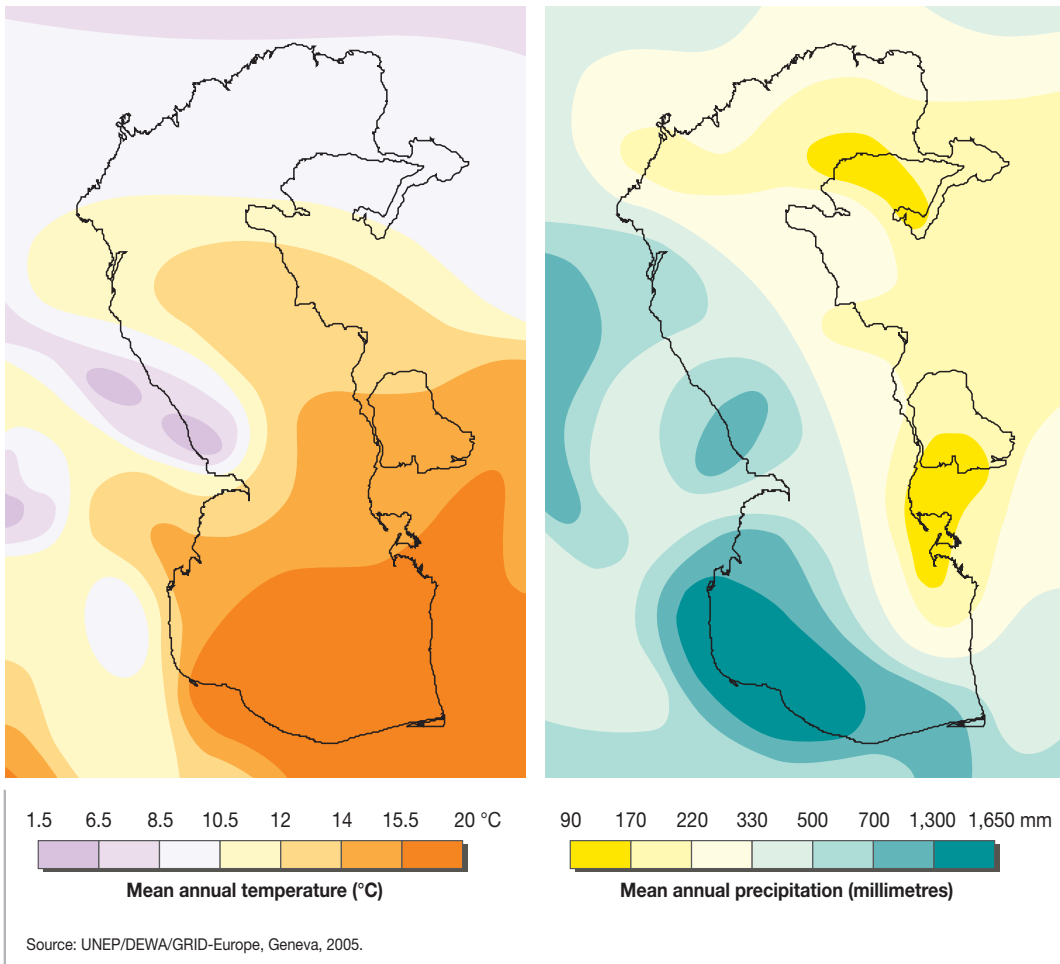 1.5 6.5 8.5 10.5 12 14 15.5 20 °C
Mean annual temperature (°C)
90 170 220 330 500 700 1,300 1,650 mm
Mean annual precipitation (millimetres)
Source: UNEP/DEWA/GRID-Europe, Geneva, 2005.